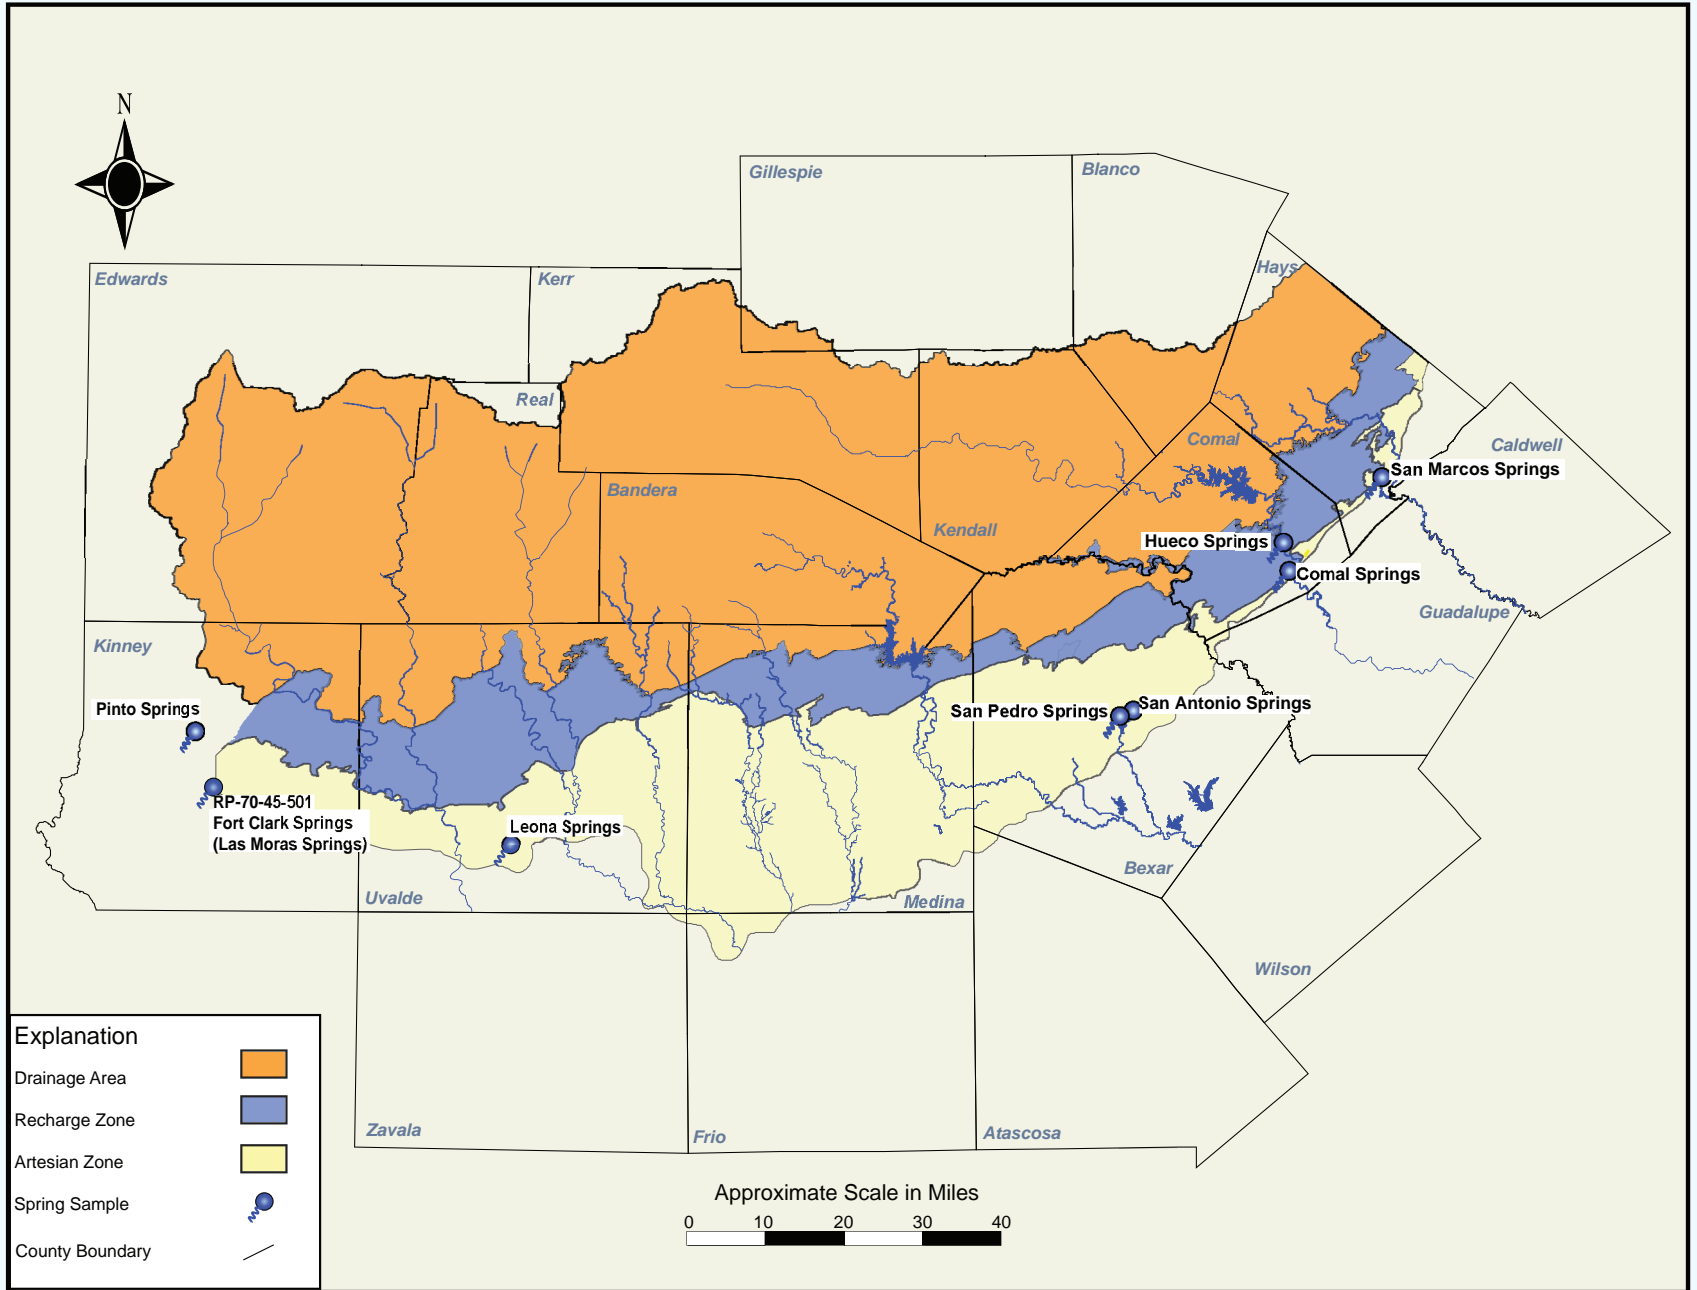 N
Gillespie
Blanco
Hays
Edwards
Kerr
Real
Comal
Caldwell
San Marcos Springs
Bandera
Kendall
Hueco Springs
Comal Springs
Guadalupe
Kinney
Pinto Springs
San Pedro Springs
San Antonio Springs
RP-70-45-501
Fort Clark Springs
(Las Moras Springs)
Leona Springs
Bexar
Uvalde
Medina
Wilson
Zavala
Frio
Atascosa
Explanation
Drainage Area
Recharge Zone
Artesian Zone
Spring Sample
County Boundary
Approximate Scale in Miles
0 10 20 30 40